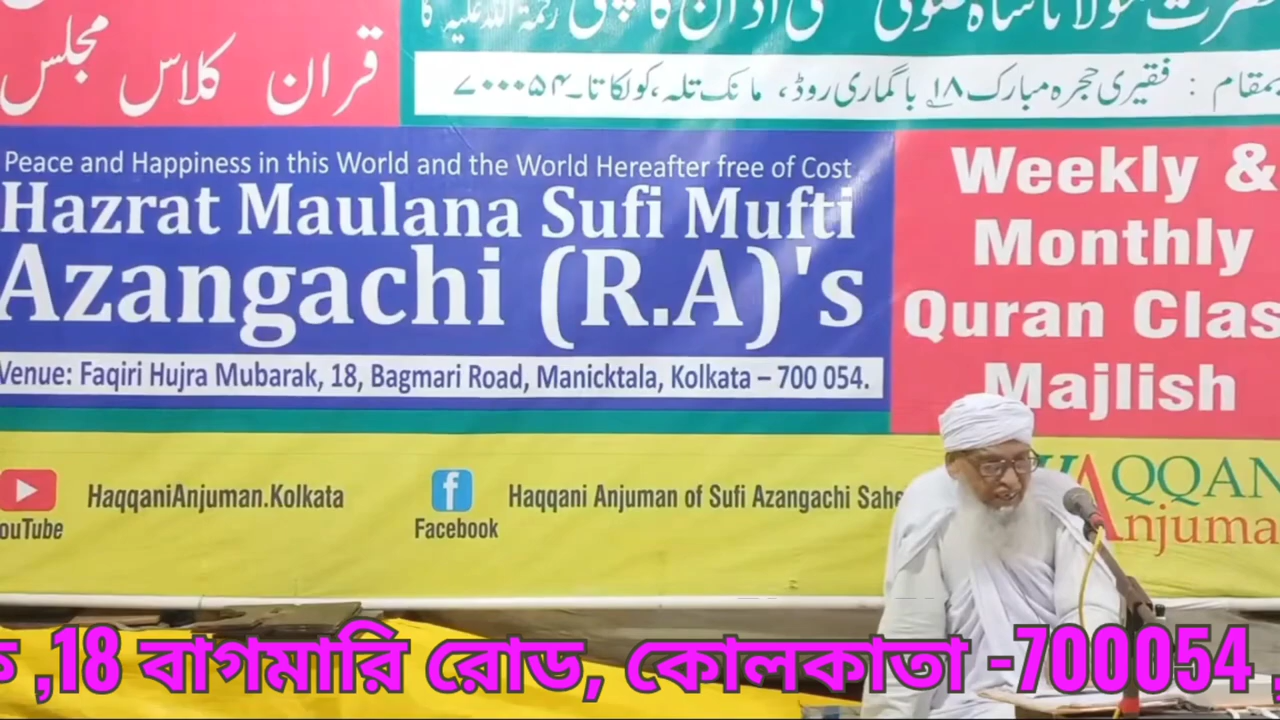 قران کلاس مجلس
بمقام : فقیری حجرہ مبارک ۱۸ باگماری روڈ، مانک تلہ، کولکاتا۔۷۰۰۰۵۴
Peace and Happiness in this World and the World Hereafter free of Cost
Hazrat Maulana Sufi Mufti
Azangachi (R.A)'s
Venue: Faqiri Hujra Mubarak, 18, Bagmari Road, Manicktala, Kolkata – 700 054.
Weekly &
Monthly
Quran Clas
Majlish
HaqqaniAnjuman.Kolkata
ouTube
Facebook
Haqqani Anjuman of Sufi Azangachi Sahe
AQQAN
Anjuma
ক ,18 বাগমারি রোড, কোলকাতা -700054 ,